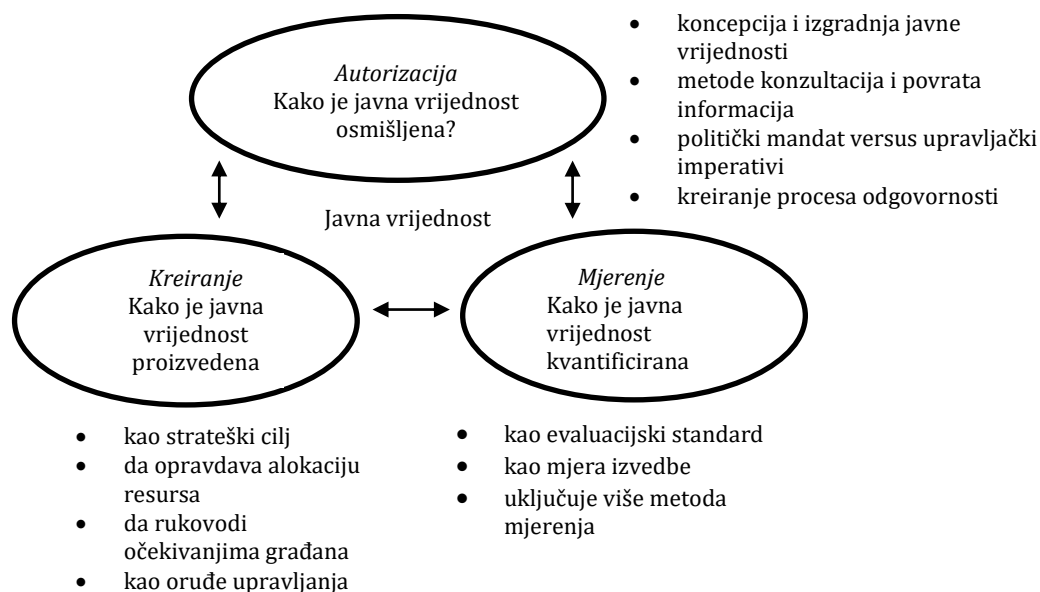 Autorizacija
Kako je javna vrijednost
osmišljena?
• koncepcija i izgradnja javne
vrijednosti
• metode konzultacija i povrata
informacija
• politički mandat versus upravljački
imperativi
• kreiranje procesa odgovornosti
Javna vrijednost
Kreiranje
Kako je javna
vrijednost
proizvedena
Mjerenje
Kako je javna
vrijednost
kvantificirana
• kao strateški cilj
• da opravdava alokaciju
resursa
• da rukovodi
očekivanjima građana
• kao oruđe upravljanja
• kao evaluacijski standard
• kao mjera izvedbe
• uključuje više metoda
mjerenja